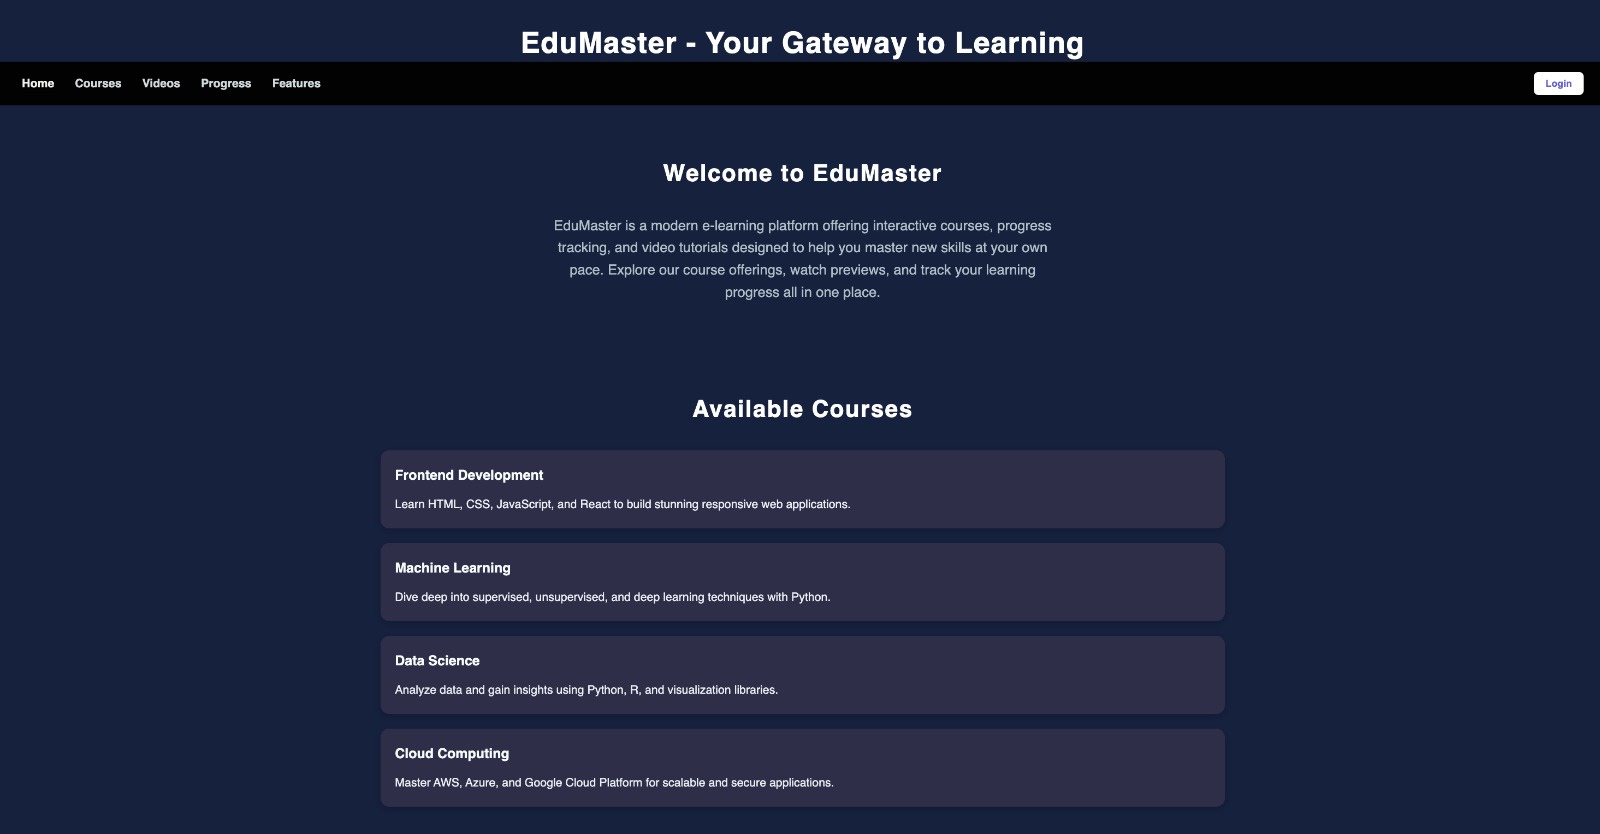 EduMaster - Your Gateway to Learning
Home Courses Videos Progress Features Login
Welcome to EduMaster
EduMaster is a modern e-learning platform offering interactive courses, progress
tracking, and video tutorials designed to help you master new skills at your own
pace. Explore our course offerings, watch previews, and track your learning
progress all in one place.
Available Courses
Frontend Development
Learn HTML, CSS, JavaScript, and React to build stunning responsive web applications.
Machine Learning
Dive deep into supervised, unsupervised, and deep learning techniques with Python.
Data Science
Analyze data and gain insights using Python, R, and visualization libraries.
Cloud Computing
Master AWS, Azure, and Google Cloud Platform for scalable and secure applications.